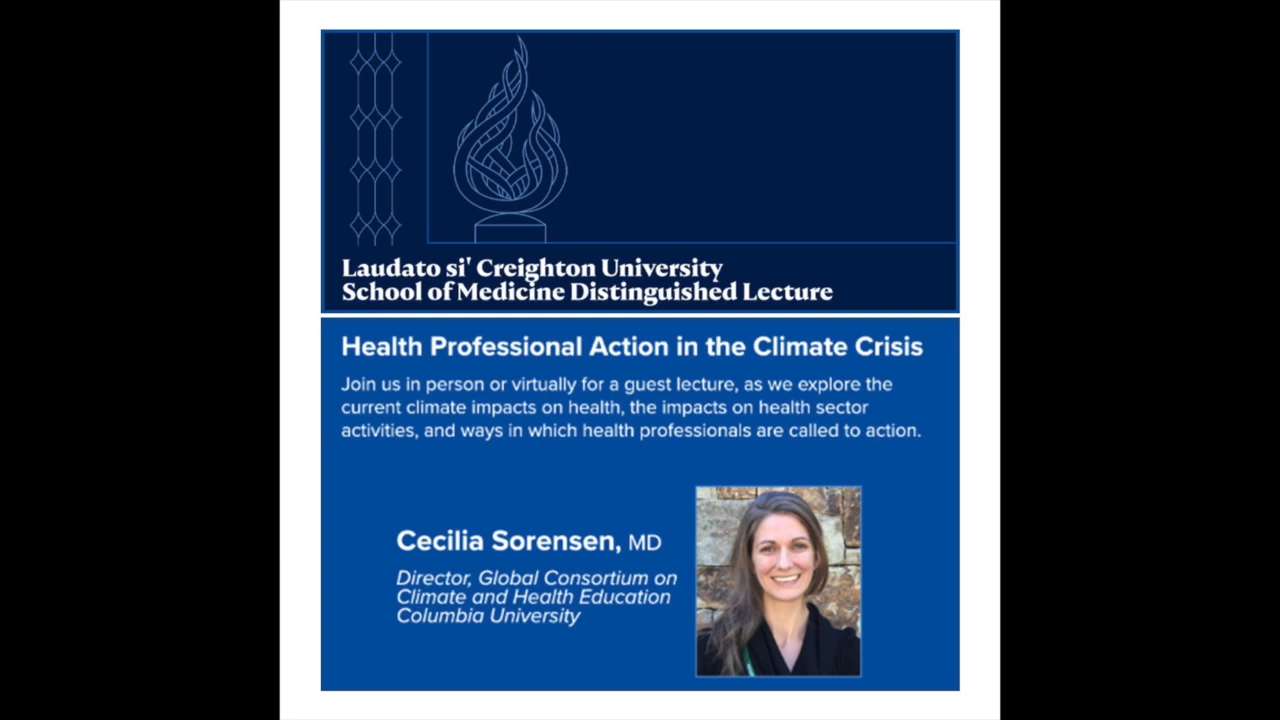 Laudato si' Creighton University
School of Medicine Distinguished Lecture
Health Professional Action in the Climate Crisis
Join us in person or virtually for a guest lecture, as we explore the
current climate impacts on health, the impacts on health sector
activities, and ways in which health professionals are called to action.
Cecilia Sorensen, MD
Director, Global Consortium on
Climate and Health Education
Columbia University